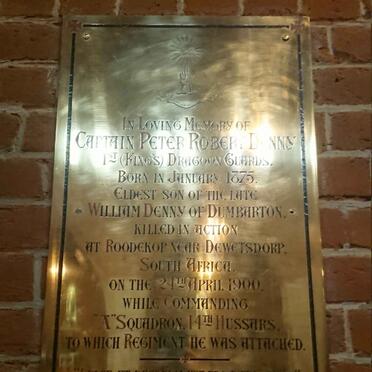 In Loving Memory of
Captain Peter Robert Denny
1st (King's) Dragoon Guards.
Born in January 1875.
Eldest son of the late
William Denny of Dumbarton.
killed in action
at Roodekop near Dewetsdorp,
South Africa.
on the 24th April 1900.
while commanding
"X" Squadron, 14th Hussars,
to which Regiment he was attached.